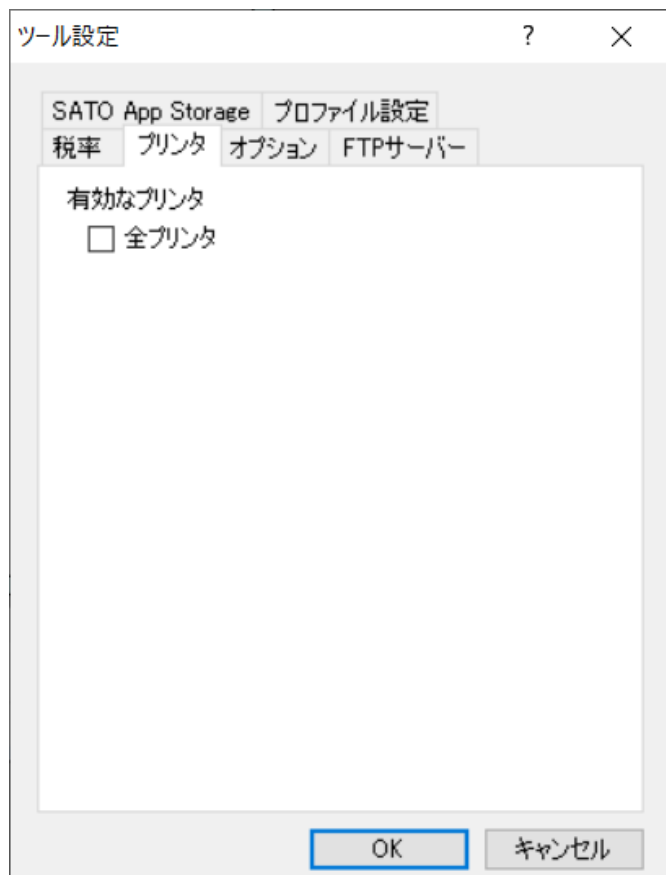 ツール設定
?
SATO App Storage プロファイル設定
税率 プリンタ オプション FTPサーバー
有効なプリンタ
全プリンタ
OK キャンセル